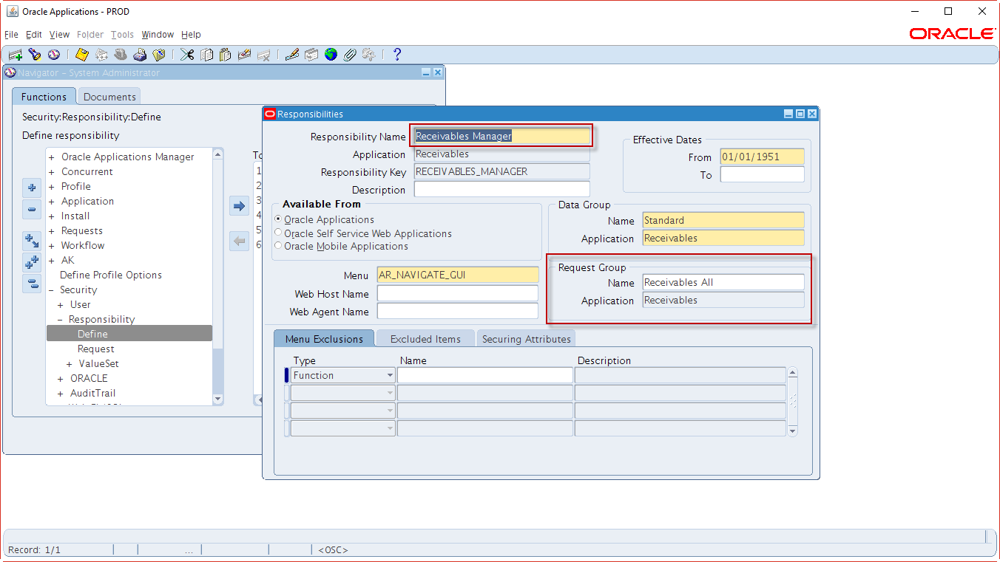 Oracle Applications - PROD
File Edit View Folder Tools Window Help
ORACLE
Navigator – System Administrator
Functions Documents
Security:Responsibility:Define
Define responsibility
+ Oracle Applications Manager
+ Concurrent
+ Profile
+ Application
+ Install
+ Requests
+ Workflow
+ AK
Define Profile Options
– Security
+ User
– Responsibility
Define
Request
+ ValueSet
+ ORACLE
+ AuditTrail
1
2
3
4
5
6
Responsibilities
Responsibility Name Receivables Manager
Application Receivables
Responsibility Key RECEIVABLES_MANAGER
Description
Effective Dates
From 01/01/1951
To
Available From
Oracle Applications
Oracle Self Service Web Applications
Oracle Mobile Applications
Data Group
Name Standard
Application Receivables
Menu AR_NAVIGATE_GUI
Web Host Name
Web Agent Name
Request Group
Name Receivables All
Application Receivables
Menu Exclusions Excluded Items Securing Attributes
Type Name Description
Function
Record: 1/1 ... <OSC>